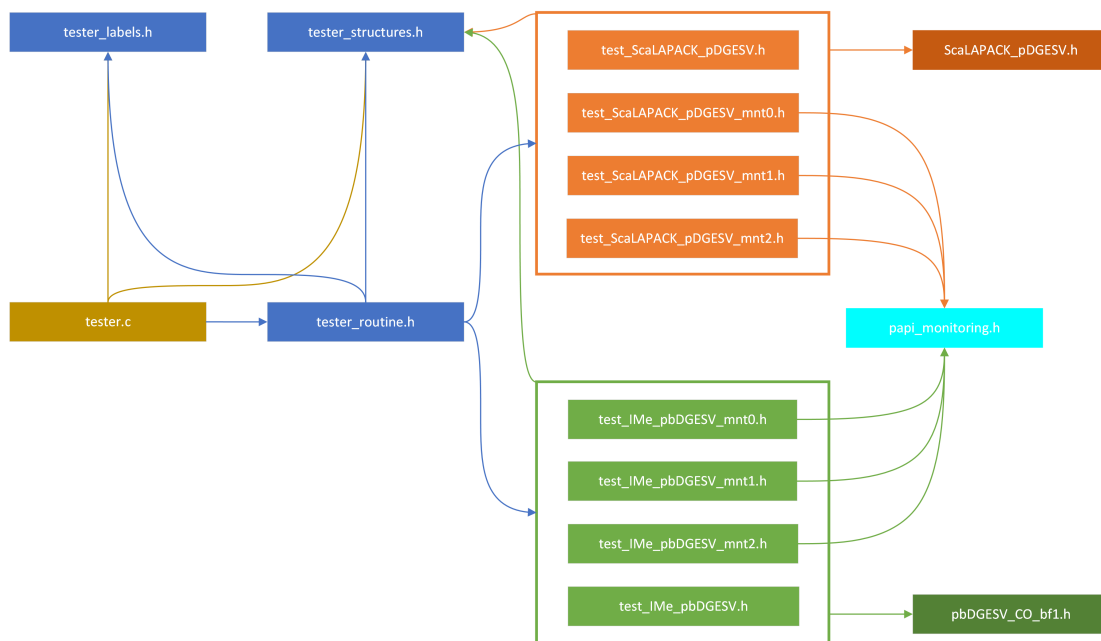 tester_labels.h
tester_structures.h
test_ScaLAPACK_pDGESV.h
ScaLAPACK_pDGESV.h
test_ScaLAPACK_pDGESV_mnt0.h
test_ScaLAPACK_pDGESV_mnt1.h
test_ScaLAPACK_pDGESV_mnt2.h
tester.c
tester_routine.h
papi_monitoring.h
test_IMe_pbDGESV_mnt0.h
test_IMe_pbDGESV_mnt1.h
test_IMe_pbDGESV_mnt2.h
test_IMe_pbDGESV.h
pbDGESV_CO_bf1.h